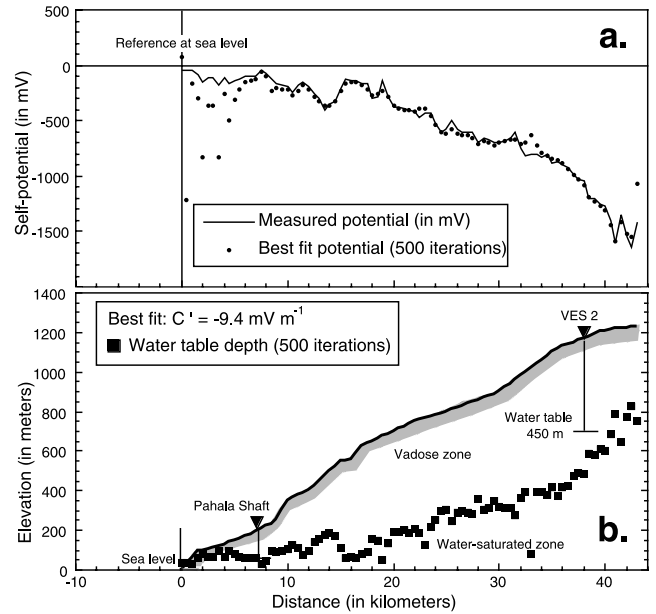 500
0
-500
-1000
-1500
Self-potential (in mV)
Reference at sea level
a.
Measured potential (in mV)
Best fit potential (500 iterations)
1400
1200
1000
800
600
400
200
0
Elevation (in meters)
Best fit: C' = -9.4 mV m⁻¹
Water table depth (500 iterations)
VES 2
Water table
450 m
Vadose zone
Pahala Shaft
Sea level
Water-saturated zone
b.
-10 0 10 20 30 40
Distance (in kilometers)